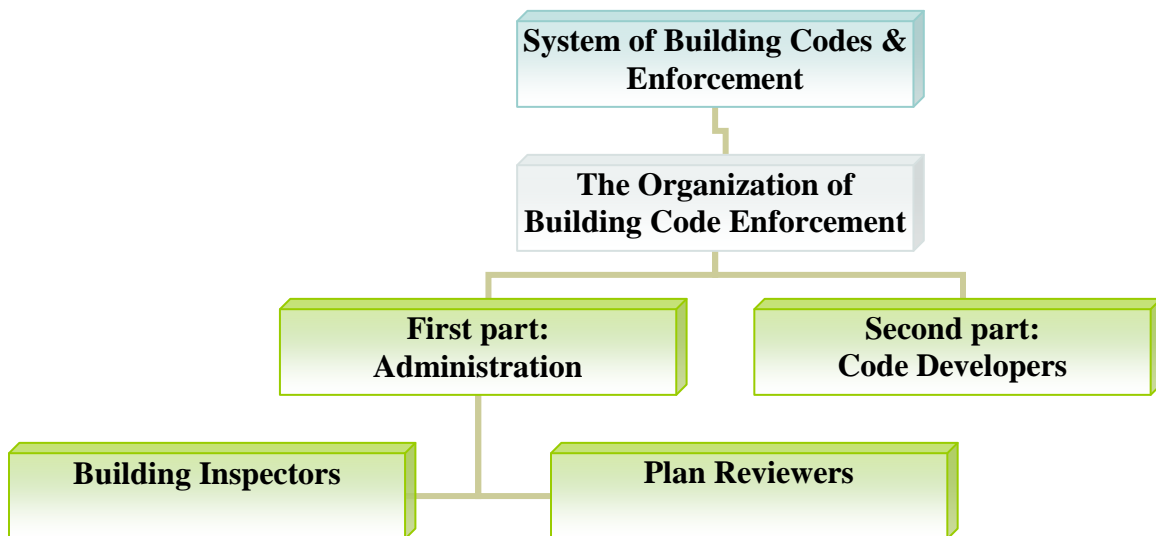 System of Building Codes &
Enforcement
The Organization of
Building Code Enforcement
First part:
Administration
Second part:
Code Developers
Building Inspectors
Plan Reviewers